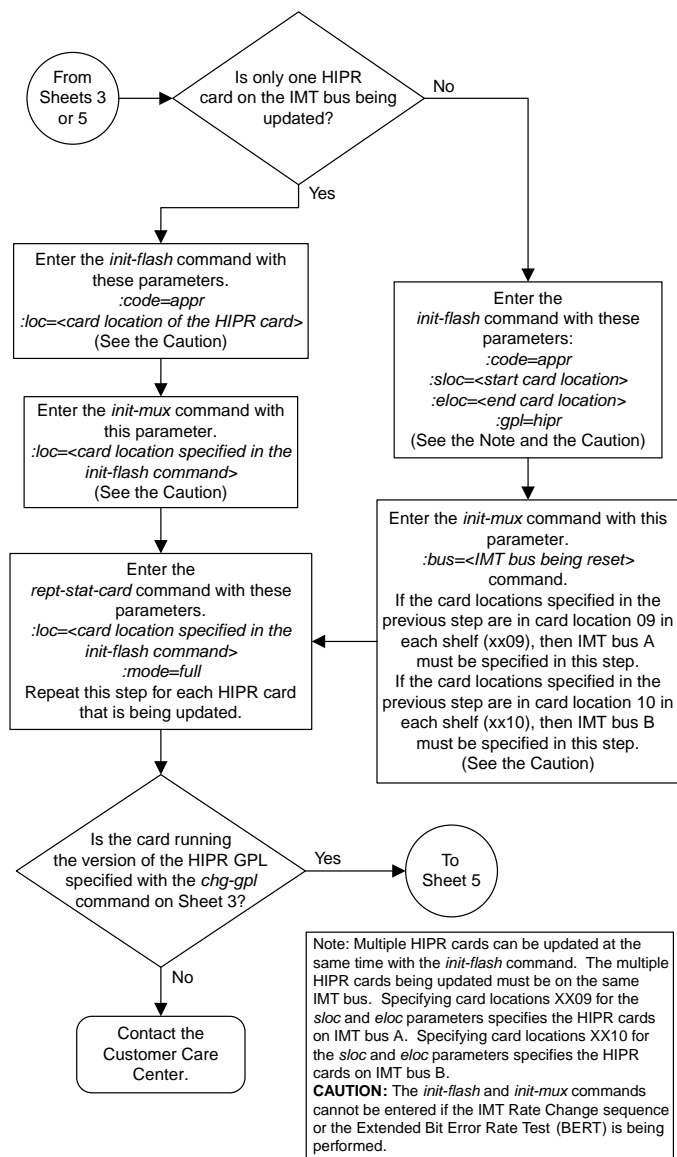 From
Sheets 3
or 5
Is only one HIPR
card on the IMT bus being
updated?
No
Yes
Enter the init-flash command with
these parameters.
:code=appr
:loc=<card location of the HIPR card>
(See the Caution)
Enter the init-mux command with
this parameter.
:loc=<card location specified in the
init-flash command>
(See the Caution)
Enter the
init-flash command with these
parameters:
:code=appr
:sloc=<start card location>
:eloc=<end card location>
:gpl=hipr
(See the Note and the Caution)
Enter the init-mux command with this
parameter.
:bus=<IMT bus being reset>
command.
If the card locations specified in the
previous step are in card location 09 in
each shelf (xx09), then IMT bus A
must be specified in this step.
If the card locations specified in the
previous step are in card location 10 in
each shelf (xx10), then IMT bus B
must be specified in this step.
(See the Caution)
Enter the
rept-stat-card command with these
parameters.
:loc=<card location specified in the
init-flash command>
:mode=full
Repeat this step for each HIPR card
that is being updated.
Is the card running
the version of the HIPR GPL
specified with the chg-gpl
command on Sheet 3?
Yes
To
Sheet 5
No
Contact the
Customer Care
Center.
Note: Multiple HIPR cards can be updated at the
same time with the init-flash command. The multiple
HIPR cards being updated must be on the same
IMT bus. Specifying card locations XX09 for the
sloc and eloc parameters specifies the HIPR cards
on IMT bus A. Specifying card locations XX10 for
the sloc and eloc parameters specifies the HIPR
cards on IMT bus B.
CAUTION: The init-flash and init-mux commands
cannot be entered if the IMT Rate Change sequence
or the Extended Bit Error Rate Test (BERT) is being
performed.